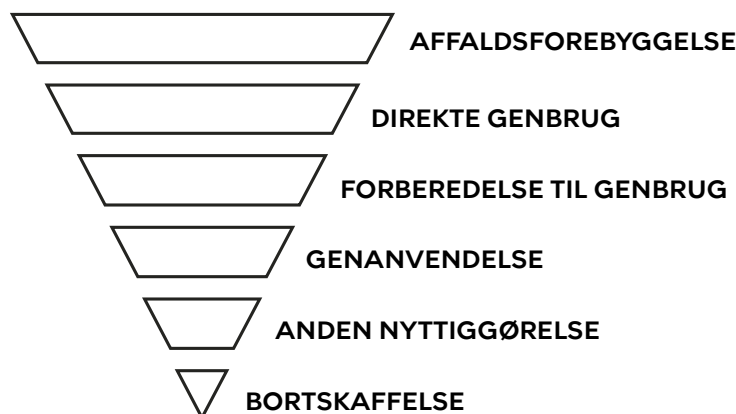 AFFALDSFOREBYGGELSE
DIREKTE GENBRUG
FORBEREDELSE TIL GENBRUG
GENANVENDELSE
ANDEN NYTTIGGØRELSE
BORTSKAFFELSE